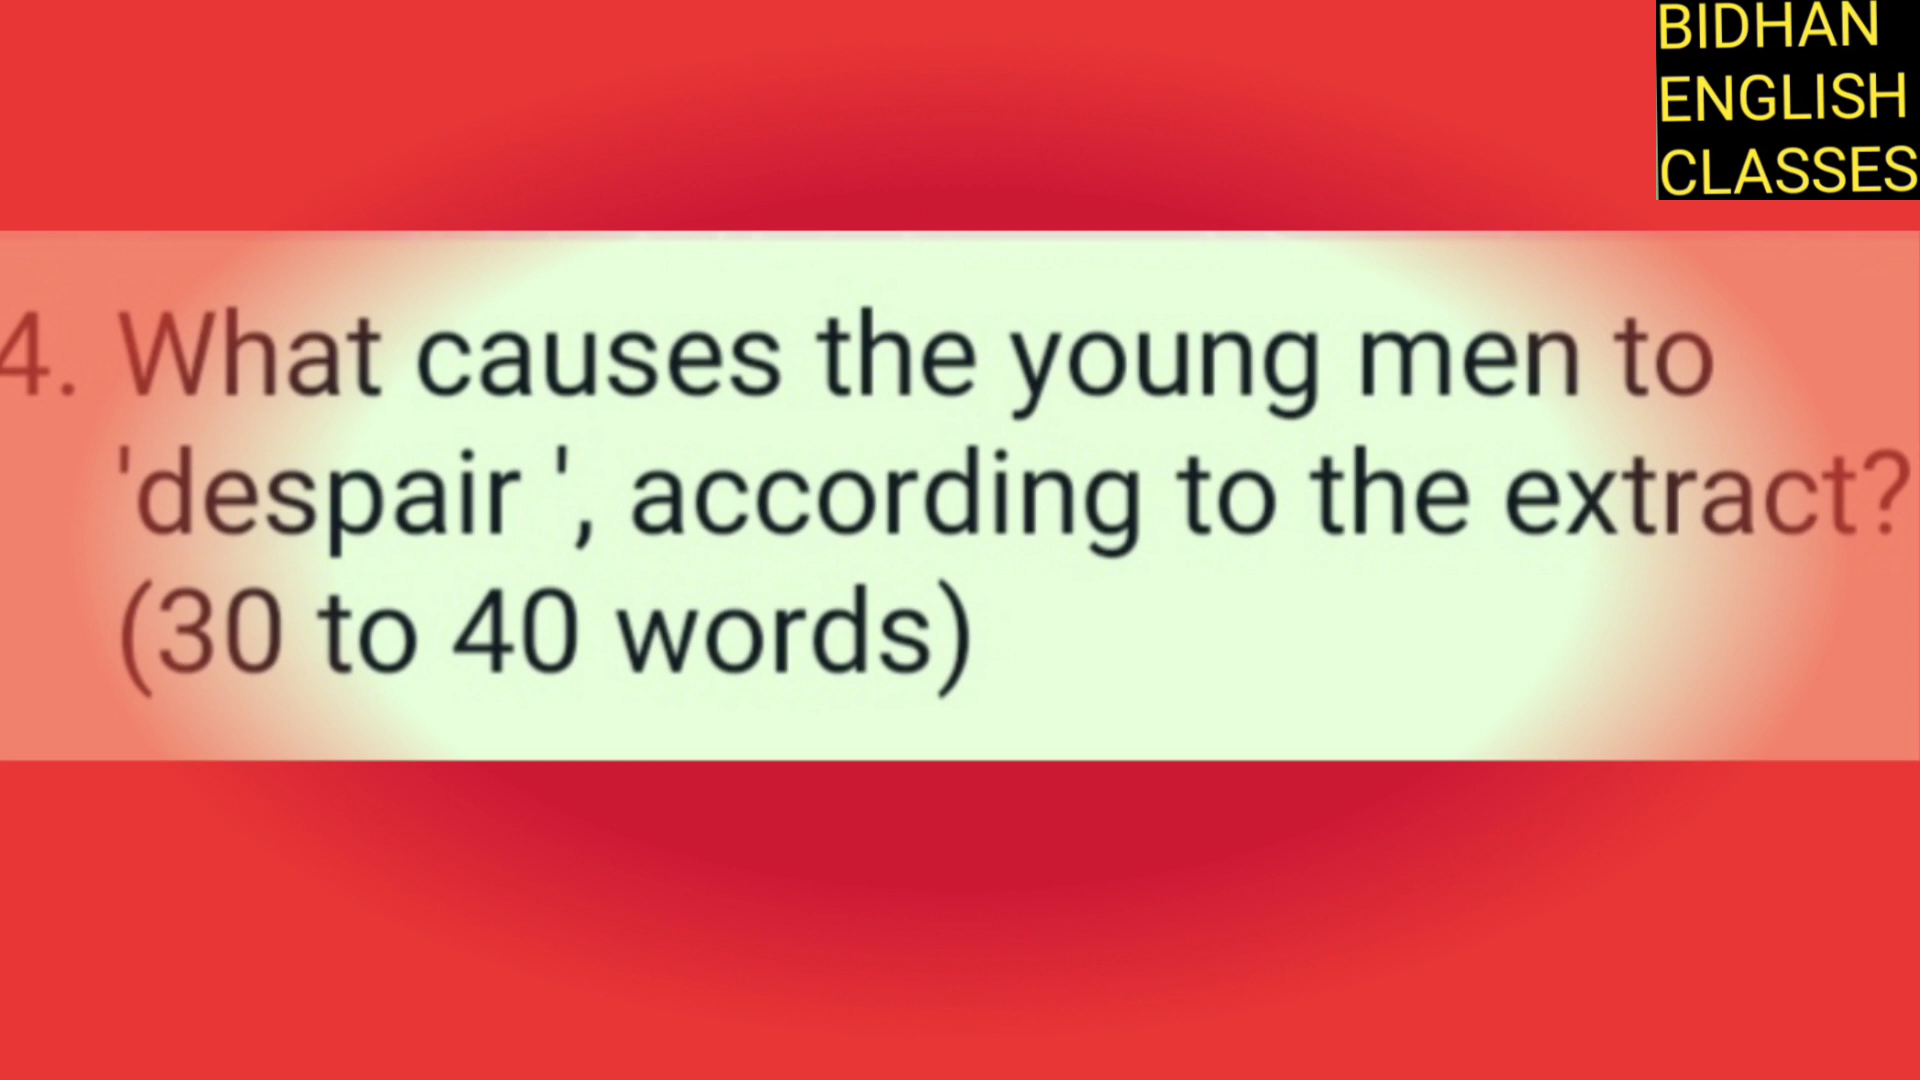 BIDHAN
ENGLISH
CLASSES
4. What causes the young men to
'despair ', according to the extract?
(30 to 40 words)